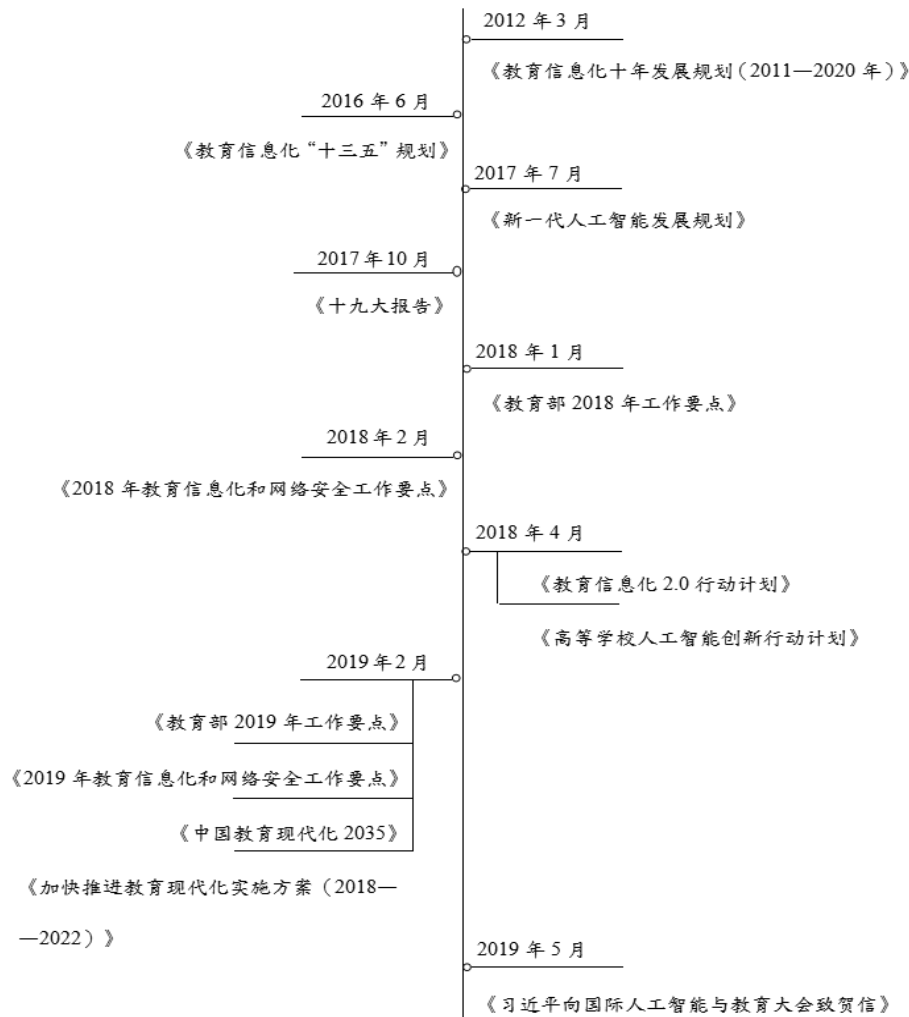 2012 年 3 月
《教育信息化十年发展规划（2011—2020 年）》
2016 年 6 月
《教育信息化“十三五”规划》
2017 年 7 月
《新一代人工智能发展规划》
2017 年 10 月
《十九大报告》
2018 年 1 月
《教育部 2018 年工作要点》
2018 年 2 月
《2018 年教育信息化和网络安全工作要点》
2018 年 4 月
《教育信息化 2.0 行动计划》
《高等学校人工智能创新行动计划》
2019 年 2 月
《教育部 2019 年工作要点》
《2019 年教育信息化和网络安全工作要点》
《中国教育现代化 2035》
《加快推进教育现代化实施方案（2018—
—2022）》
2019 年 5 月
《习近平向国际人工智能与教育大会致贺信》